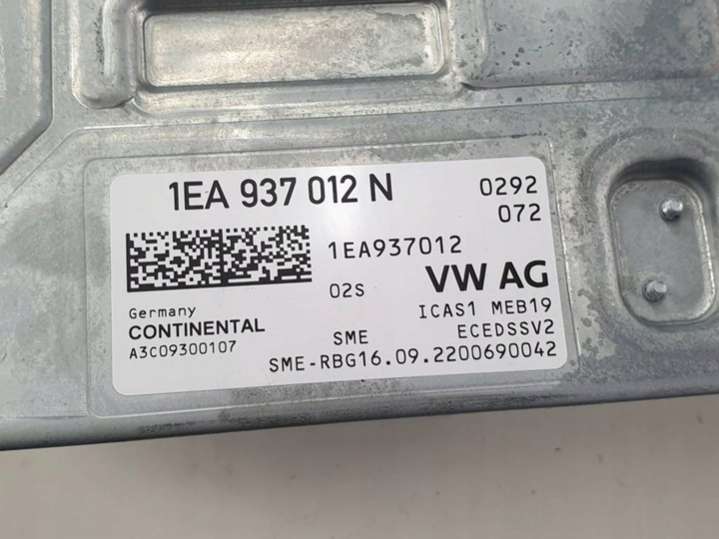 1EA 937 012 N 0292
072
1EA937012
02S VW AG
Germany ICAS1 MEB19
CONTINENTAL SME ECEDSSV2
A3C09300107 SME-RBG16.09.2200690042